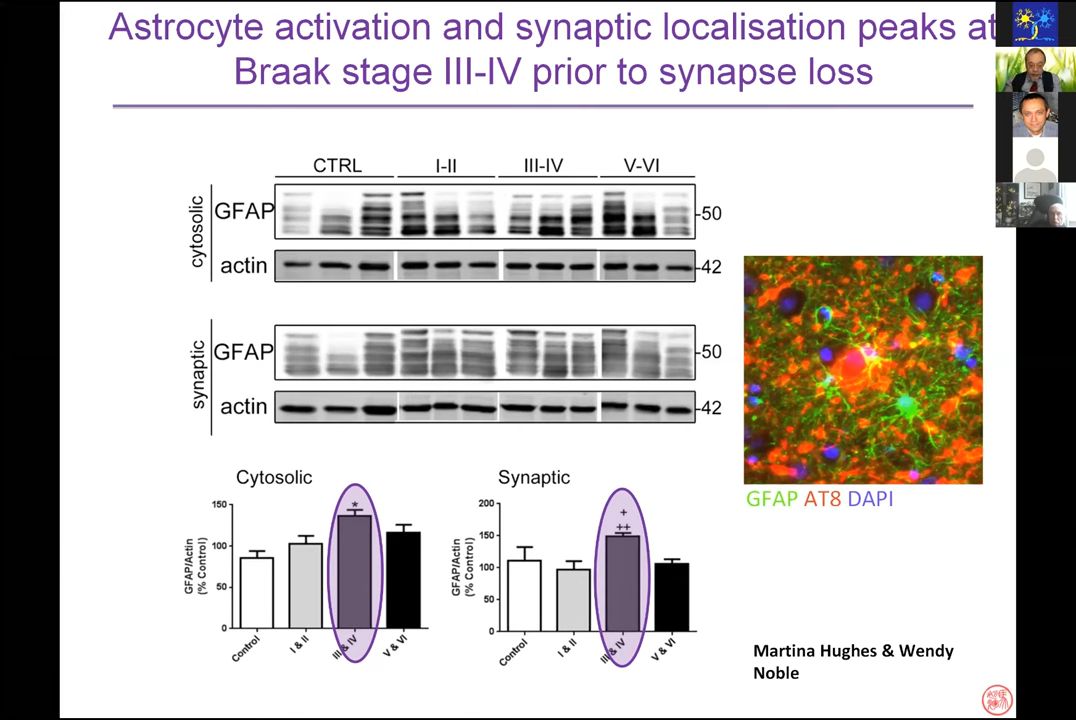 Astrocyte activation and synaptic localisation peaks at
Braak stage III-IV prior to synapse loss
CTRL I-II III-IV V-VI
cytosolic
GFAP
50
actin
42
synaptic
GFAP
50
actin
42
Cytosolic
GFAP/Actin
(% Control)
150
100
50
0
*
Control
I & II
III & IV
V & VI
Synaptic
GFAP/Actin
(% Control)
200
150
100
50
0
+
++
Control
I & II
III & IV
V & VI
GFAP AT8 DAPI
Martina Hughes & Wendy
Noble